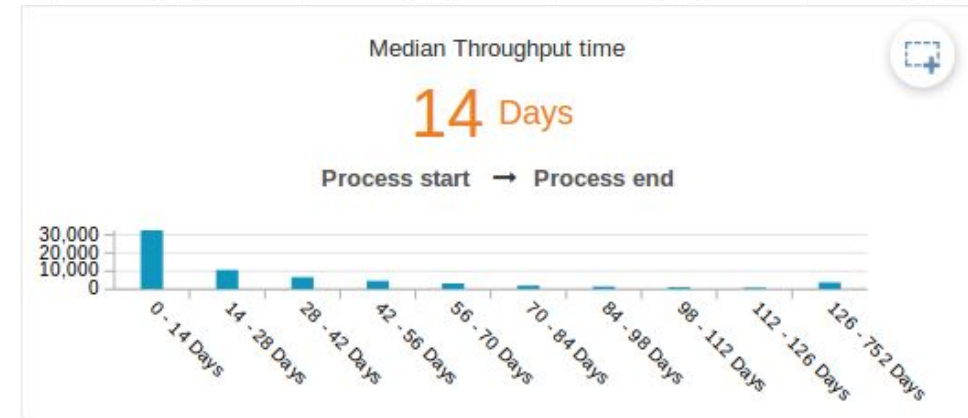 Median Throughput time
14 Days
Process start → Process end
30,000
20,000
10,000
0
0 - 14 Days
14 - 28 Days
28 - 42 Days
42 - 56 Days
56 - 70 Days
70 - 84 Days
84 - 98 Days
98 - 112 Days
112 - 126 Days
126 - 752 Days